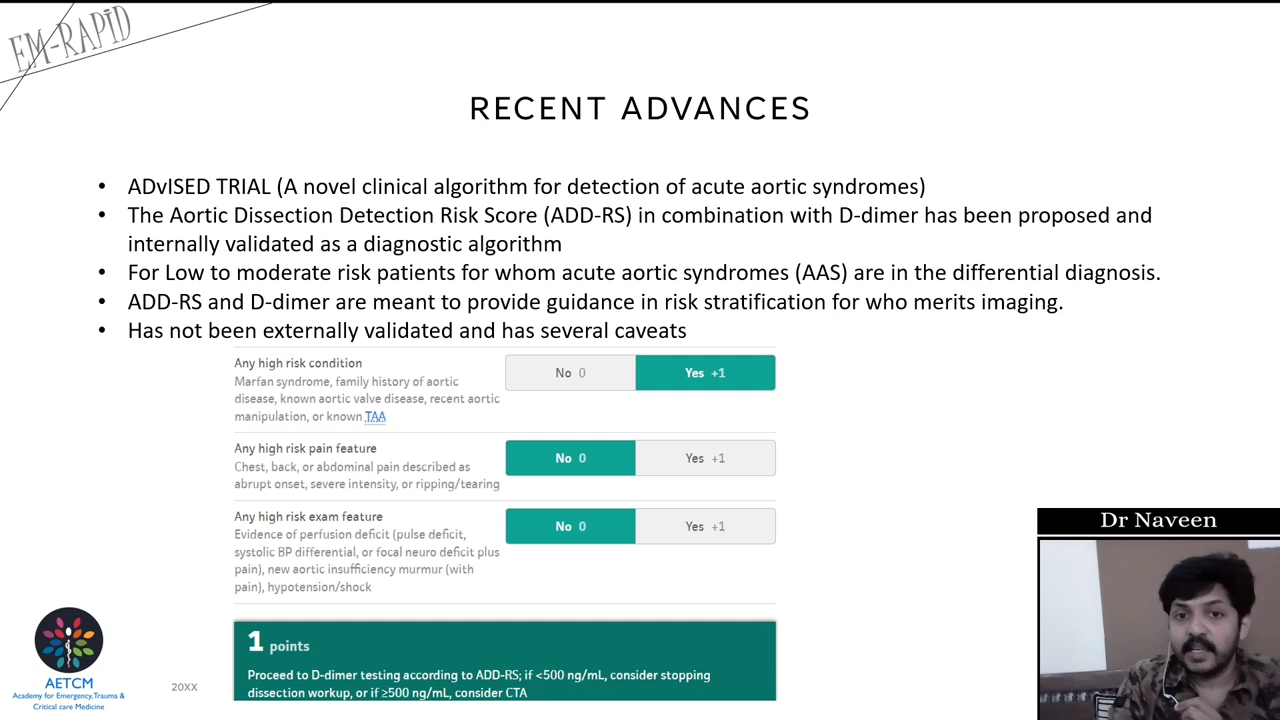 EM-RAPID
RECENT ADVANCES
• ADvISED TRIAL (A novel clinical algorithm for detection of acute aortic syndromes)
• The Aortic Dissection Detection Risk Score (ADD-RS) in combination with D-dimer has been proposed and
internally validated as a diagnostic algorithm
• For Low to moderate risk patients for whom acute aortic syndromes (AAS) are in the differential diagnosis.
• ADD-RS and D-dimer are meant to provide guidance in risk stratification for who merits imaging.
• Has not been externally validated and has several caveats
Any high risk condition
Marfan syndrome, family history of aortic
disease, known aortic valve disease, recent aortic
manipulation, or known TAA
No 0 Yes +1
Any high risk pain feature
Chest, back, or abdominal pain described as
abrupt onset, severe intensity, or ripping/tearing
No 0 Yes +1
Any high risk exam feature
Evidence of perfusion deficit (pulse deficit,
systolic BP differential, or focal neuro deficit plus
pain), new aortic insufficiency murmur (with
pain), hypotension/shock
No 0 Yes +1
1 points
Proceed to D-dimer testing according to ADD-RS; if <500 ng/mL, consider stopping
dissection workup, or if ≥500 ng/mL, consider CTA
Dr Naveen
AETCM
Academy for Emergency,Trauma &
Critical care Medicine
20XX